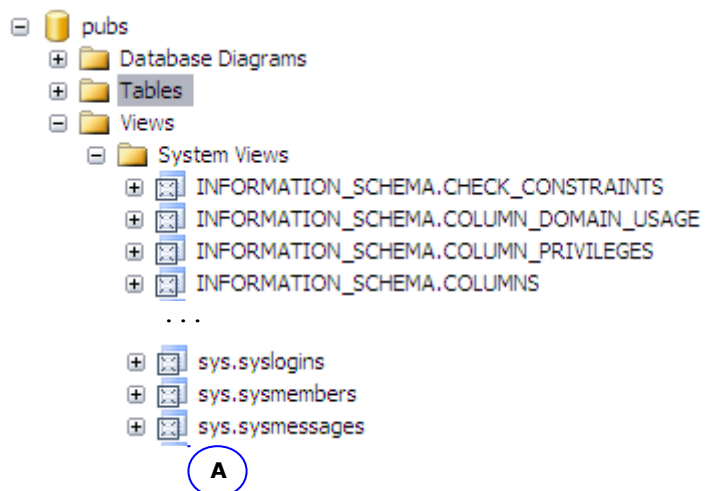 pubs
Database Diagrams
Tables
Views
System Views
INFORMATION_SCHEMA.CHECK_CONSTRAINTS
INFORMATION_SCHEMA.COLUMN_DOMAIN_USAGE
INFORMATION_SCHEMA.COLUMN_PRIVILEGES
INFORMATION_SCHEMA.COLUMNS
...
sys.syslogins
sys.sysmembers
sys.sysmessages
A